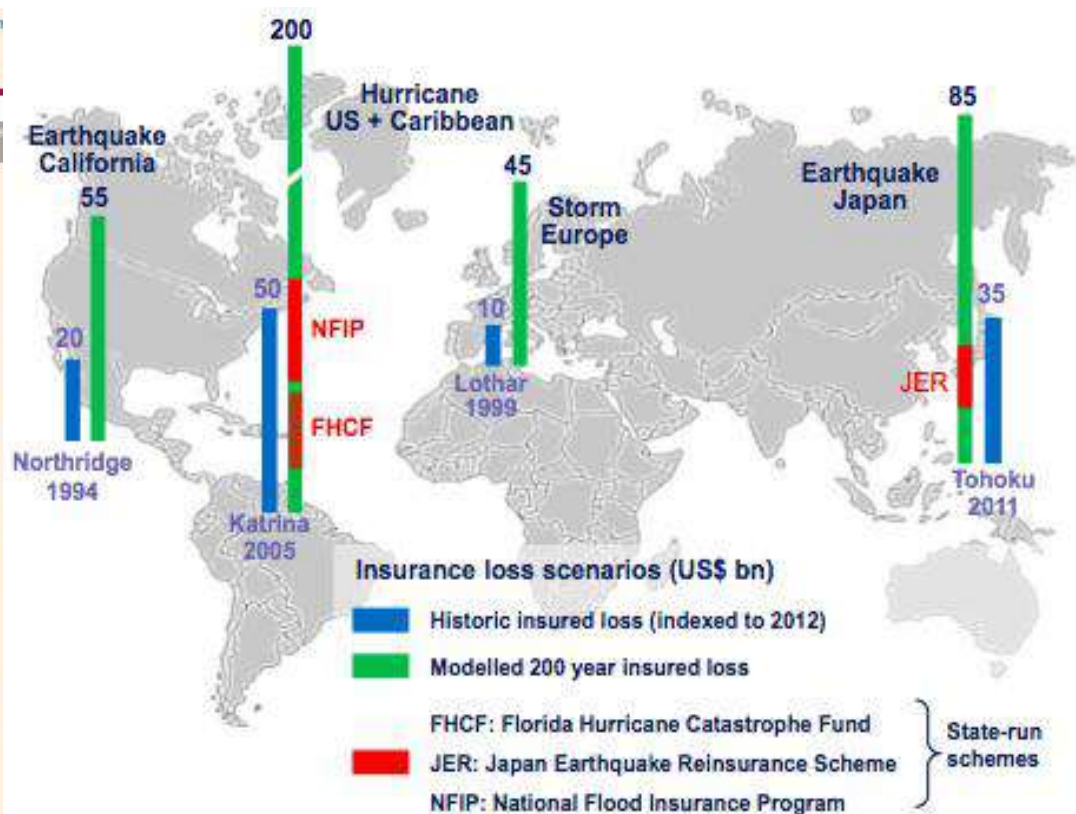 200
Hurricane
US + Caribbean
Earthquake
California
55
45
Storm
Europe
85
Earthquake
Japan
20
50
NFIP
FHCF
10
Lothar
1999
35
JER
Northridge
1994
Katrina
2005
Tohoku
2011
Insurance loss scenarios (US$ bn)
Historic insured loss (indexed to 2012)
Modelled 200 year insured loss
FHCF: Florida Hurricane Catastrophe Fund
JER: Japan Earthquake Reinsurance Scheme
NFIP: National Flood Insurance Program
State-run
schemes